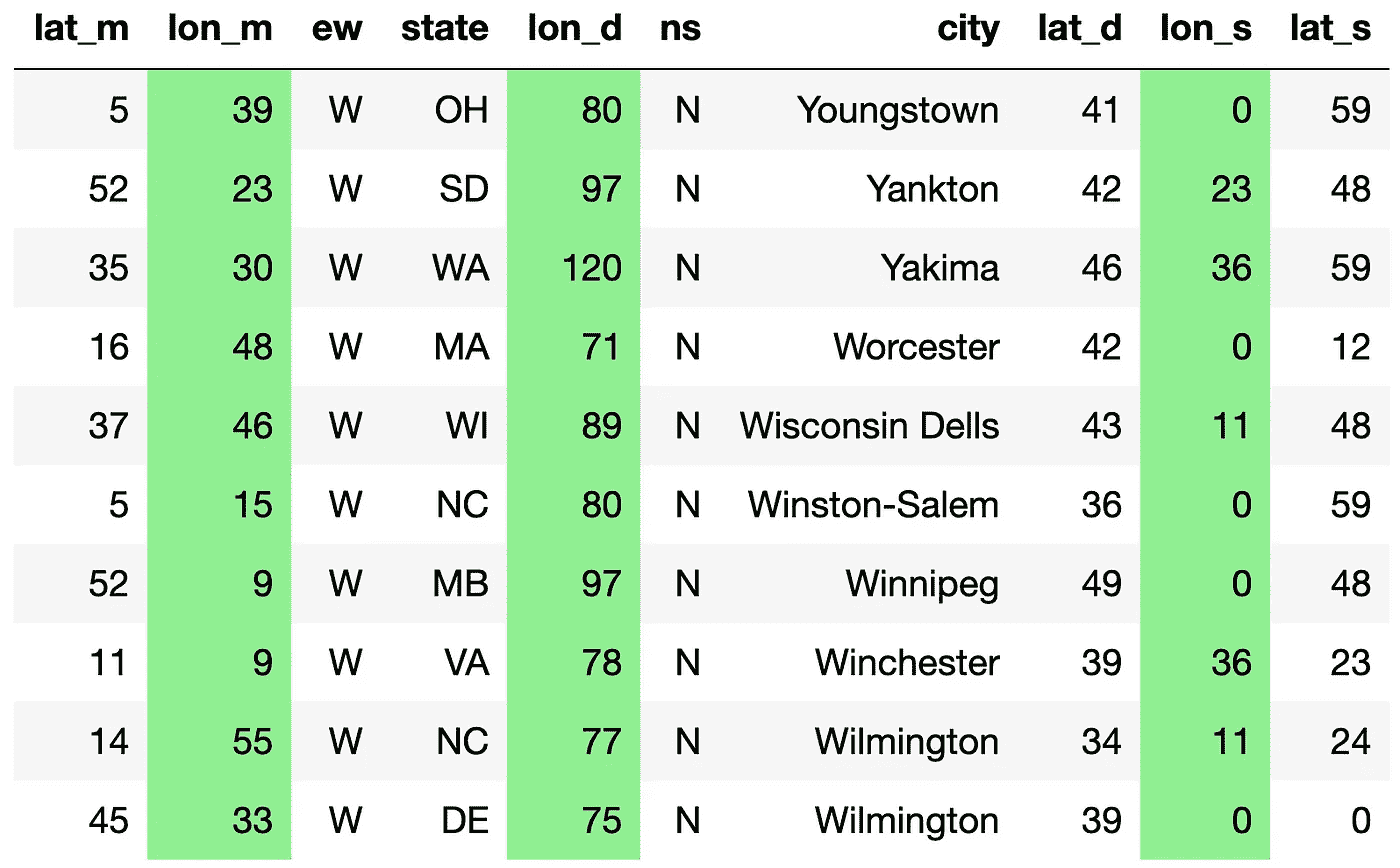 lat_m lon_m ew state lon_d ns city lat_d lon_s lat_s
5 39 W OH 80 N Youngstown 41 0 59
52 23 W SD 97 N Yankton 42 23 48
35 30 W WA 120 N Yakima 46 36 59
16 48 W MA 71 N Worcester 42 0 12
37 46 W WI 89 N Wisconsin Dells 43 11 48
5 15 W NC 80 N Winston-Salem 36 0 59
52 9 W MB 97 N Winnipeg 49 0 48
11 9 W VA 78 N Winchester 39 36 23
14 55 W NC 77 N Wilmington 34 11 24
45 33 W DE 75 N Wilmington 39 0 0